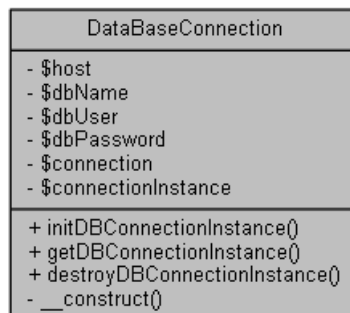 DataBaseConnection
- $host
- $dbName
- $dbUser
- $dbPassword
- $connection
- $connectionInstance
+ initDBConnectionInstance()
+ getDBConnectionInstance()
+ destroyDBConnectionInstance()
- __construct()